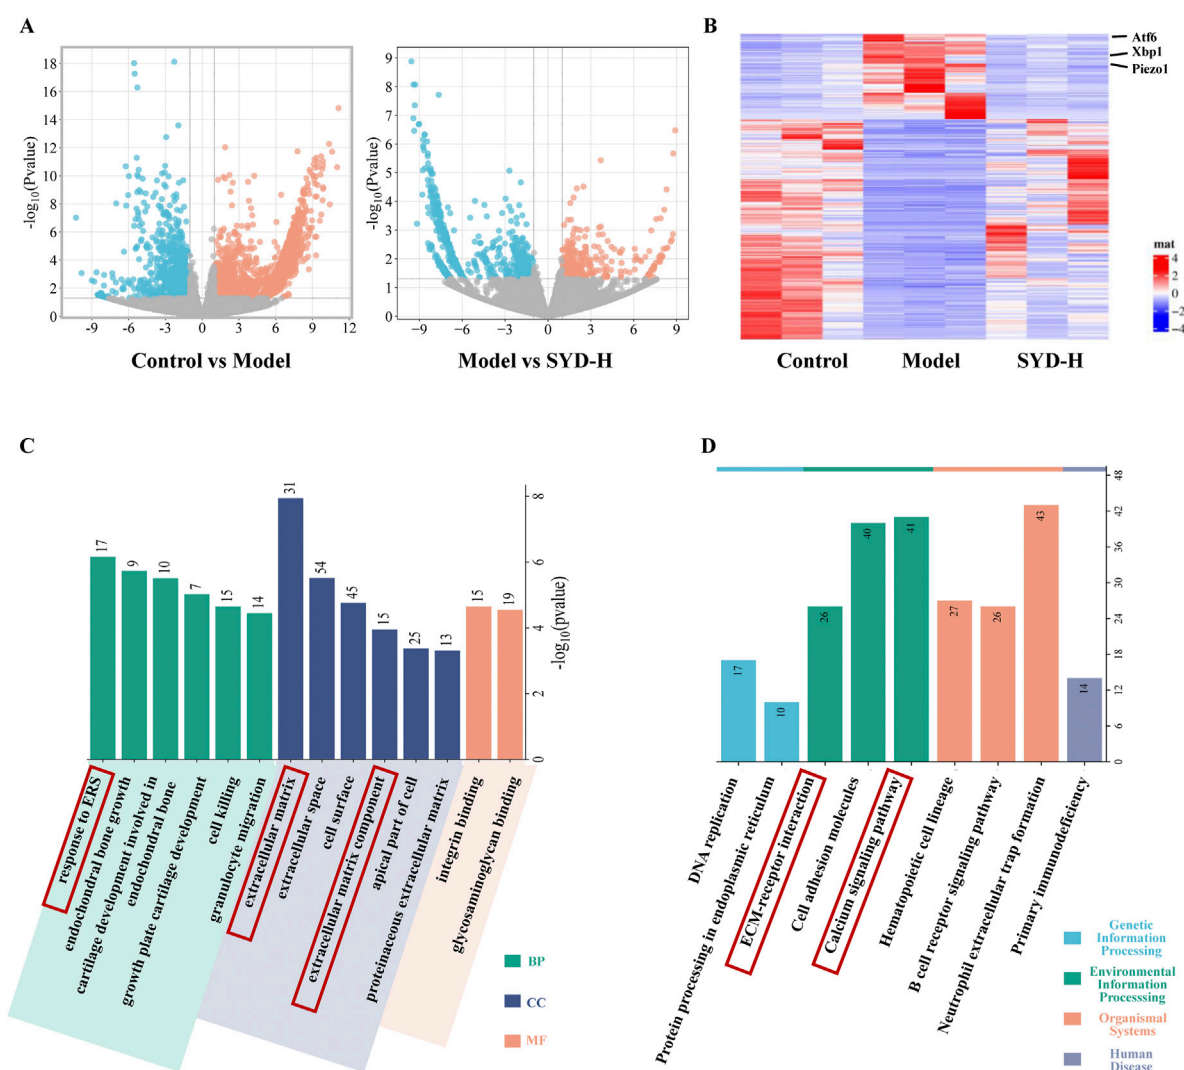 A
-log10(Pvalue)
18
16
14
12
10
8
6
4
2
0
-9
-6
-3
0
3
6
9
12
Control vs Model
-log10(Pvalue)
9
8
7
6
5
4
3
2
1
0
-9
-6
-3
0
3
6
9
Model vs SYD-H
B
Atf6
Xbp1
Piezo1
mat
4
2
0
-2
-4
Control
Model
SYD-H
C
17
9
10
7
15
14
31
54
45
15
25
13
15
19
8
6
4
2
0
-log10(pvalue)
response to ERS
endochondral bone growth
cartilage development involved in
endochondral bone
growth plate cartilage development
cell killing
granulocyte migration
extracellular matrix
extracellular space
cell surface
extracellular matrix component
apical part of cell
proteinaceous extracellular matrix
integrin binding
glycosaminoglycan binding
BP
CC
MF
D
17
10
26
40
41
27
26
43
14
48
42
36
30
24
18
12
6
0
DNA replication
Protein processing in endoplasmic reticulum
ECM-receptor interaction
Cell adhesion molecules
Calcium signaling pathway
Hematopoietic cell lineage
B cell receptor signaling pathway
Neutrophil extracellular trap formation
Primary immunodeficiency
Genetic
Information
Processing
Environmental
Information
Processsing
Organismal
Systems
Human
Disease